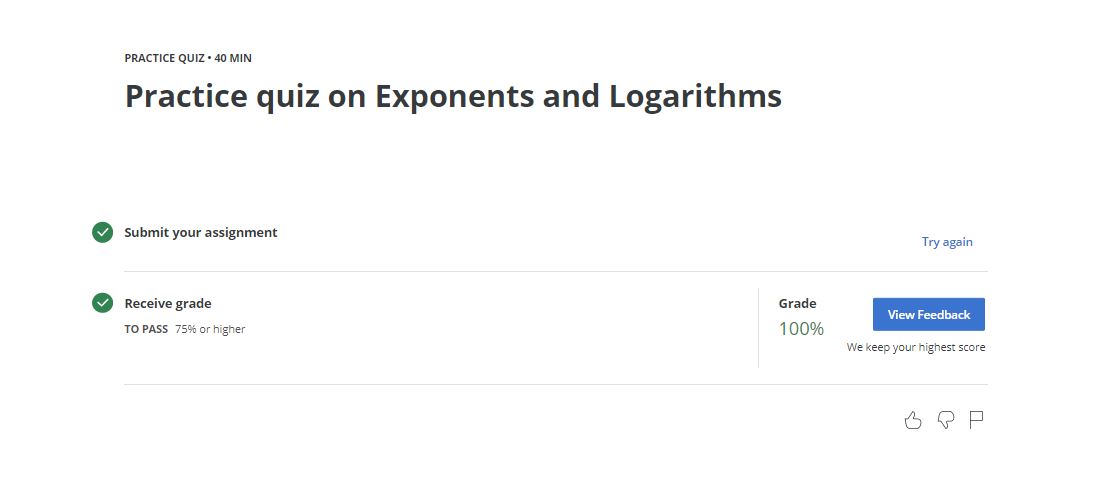 PRACTICE QUIZ • 40 MIN
Practice quiz on Exponents and Logarithms
Submit your assignment
Try again
Receive grade
TO PASS 75% or higher
Grade
100%
View Feedback
We keep your highest score